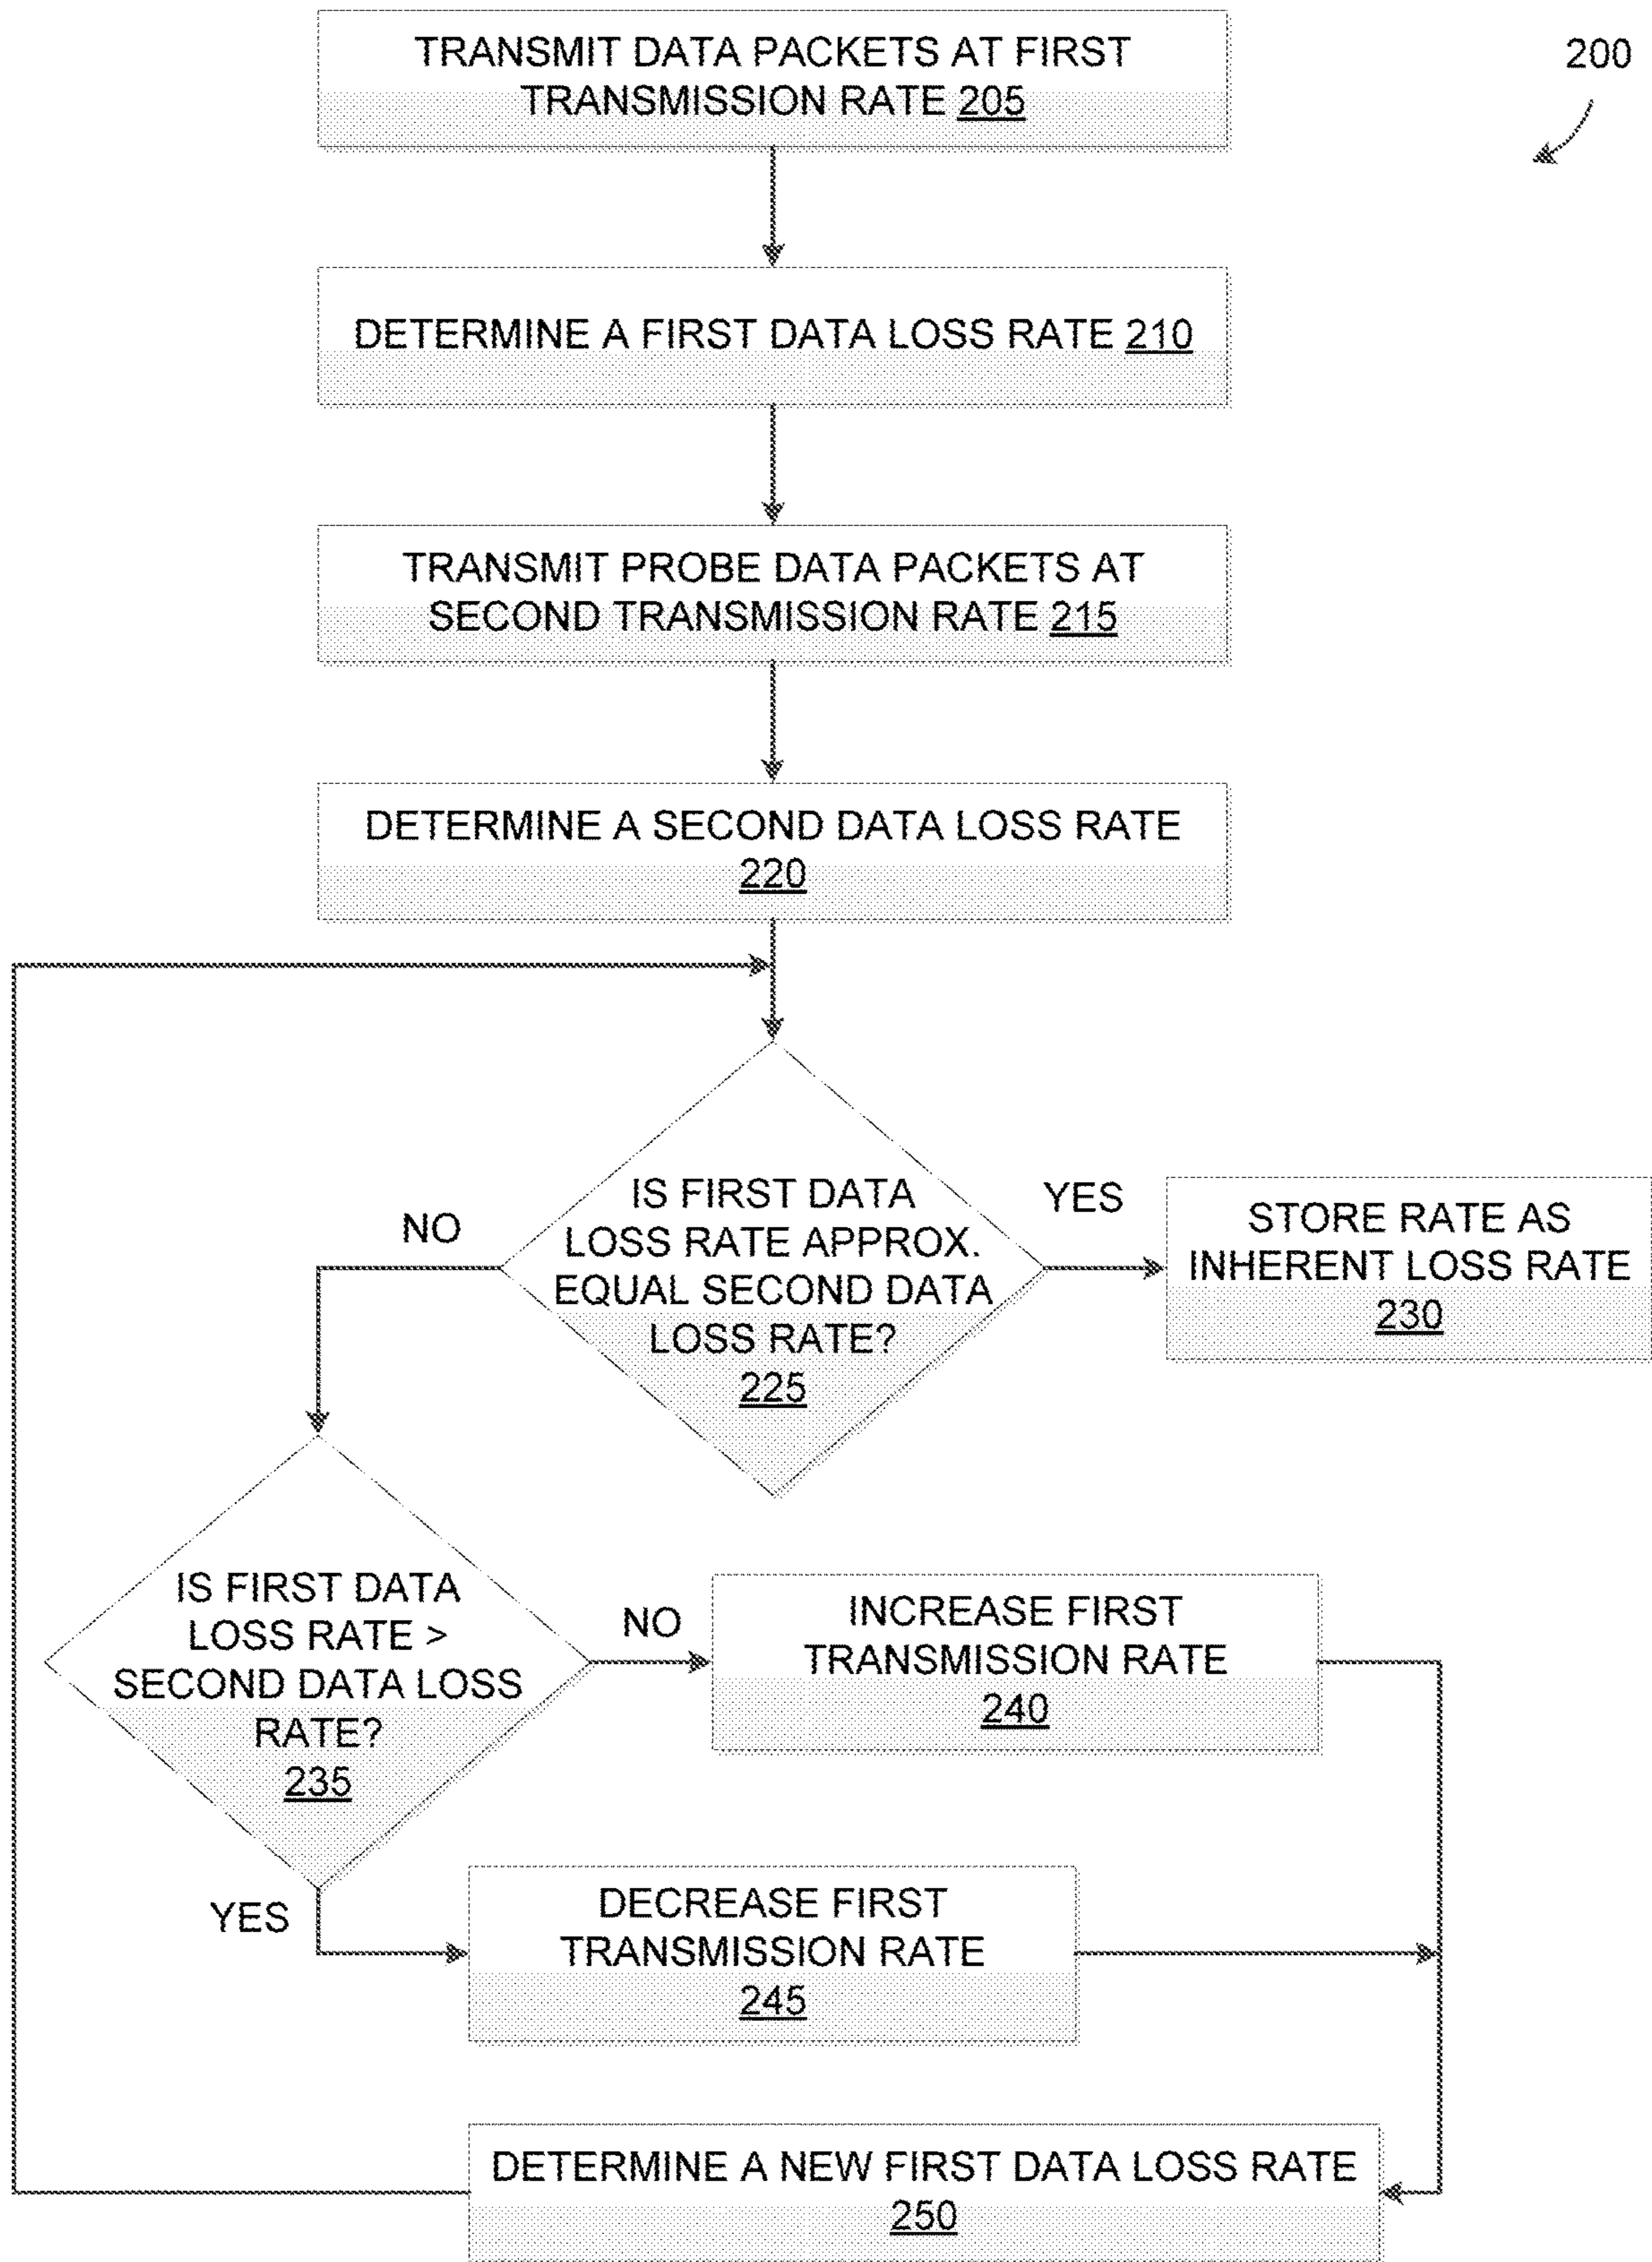 TRANSMIT DATA PACKETS AT FIRST
TRANSMISSION RATE 205
200
DETERMINE A FIRST DATA LOSS RATE 210
TRANSMIT PROBE DATA PACKETS AT
SECOND TRANSMISSION RATE 215
DETERMINE A SECOND DATA LOSS RATE
220
IS FIRST DATA
LOSS RATE APPROX.
EQUAL SECOND DATA
LOSS RATE?
225
YES
STORE RATE AS
INHERENT LOSS RATE
230
NO
IS FIRST DATA
LOSS RATE >
SECOND DATA LOSS
RATE?
235
NO
INCREASE FIRST
TRANSMISSION RATE
240
YES
DECREASE FIRST
TRANSMISSION RATE
245
DETERMINE A NEW FIRST DATA LOSS RATE
250